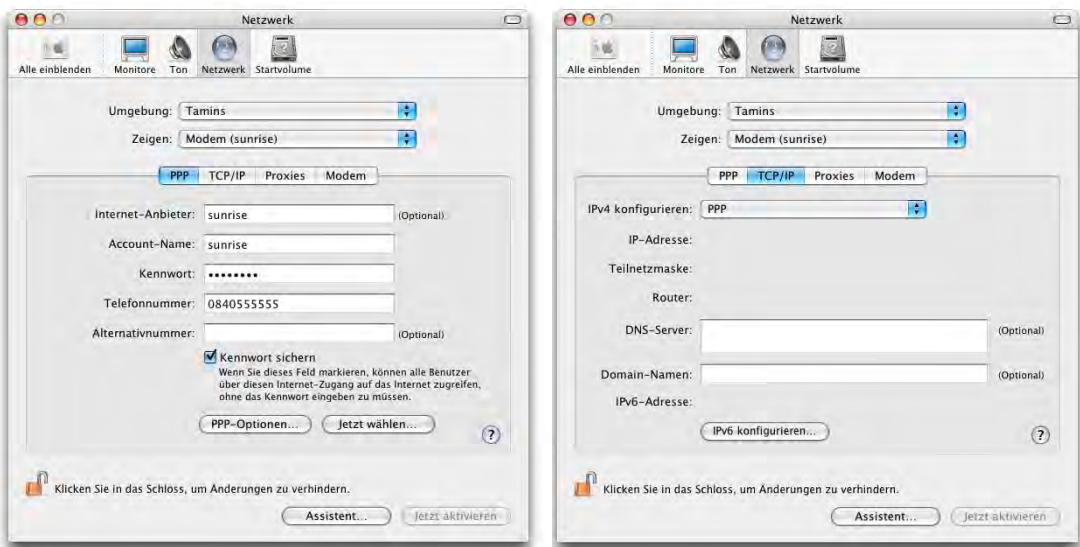 Netzwerk
Alle einblenden
Monitore
Ton
Netzwerk
Startvolume
Umgebung: Tamins
Zeigen: Modem (sunrise)
PPP TCP/IP Proxies Modem
Internet-Anbieter: sunrise (Optional)
Account-Name: sunrise
Kennwort: ••••••••
Telefonnummer: 0840555555
Alternativnummer: (Optional)
Kennwort sichern
Wenn Sie dieses Feld markieren, können alle Benutzer
über diesen Internet-Zugang auf das Internet zugreifen,
ohne das Kennwort eingeben zu müssen.
PPP-Optionen... Jetzt wählen...
?
Klicken Sie in das Schloss, um Änderungen zu verhindern.
Assistent... Jetzt aktivieren
Netzwerk
Alle einblenden
Monitore
Ton
Netzwerk
Startvolume
Umgebung: Tamins
Zeigen: Modem (sunrise)
PPP TCP/IP Proxies Modem
IPv4 konfigurieren: PPP
IP-Adresse:
Teilnetzmaske:
Router:
DNS-Server: (Optional)
Domain-Namen: (Optional)
IPv6-Adresse:
IPv6 konfigurieren...
?
Klicken Sie in das Schloss, um Änderungen zu verhindern.
Assistent... Jetzt aktivieren